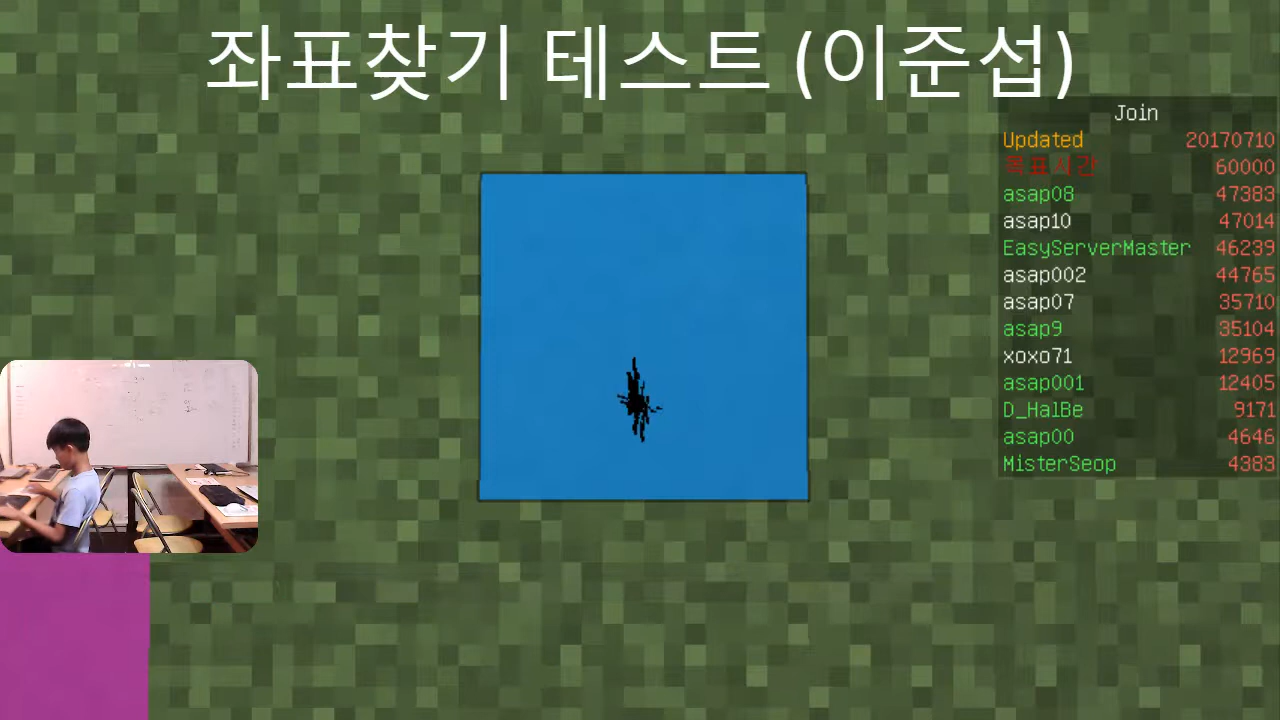 좌표찾기 테스트 (이준섭)
Join
Updated 20170710
목표시간 60000
asap08 47383
asap10 47014
EasyServerMaster 46239
asap002 44765
asap07 35710
asap9 35104
xoxo71 12969
asap001 12405
D_HalBe 9171
asap00 4646
MisterSeop 4383